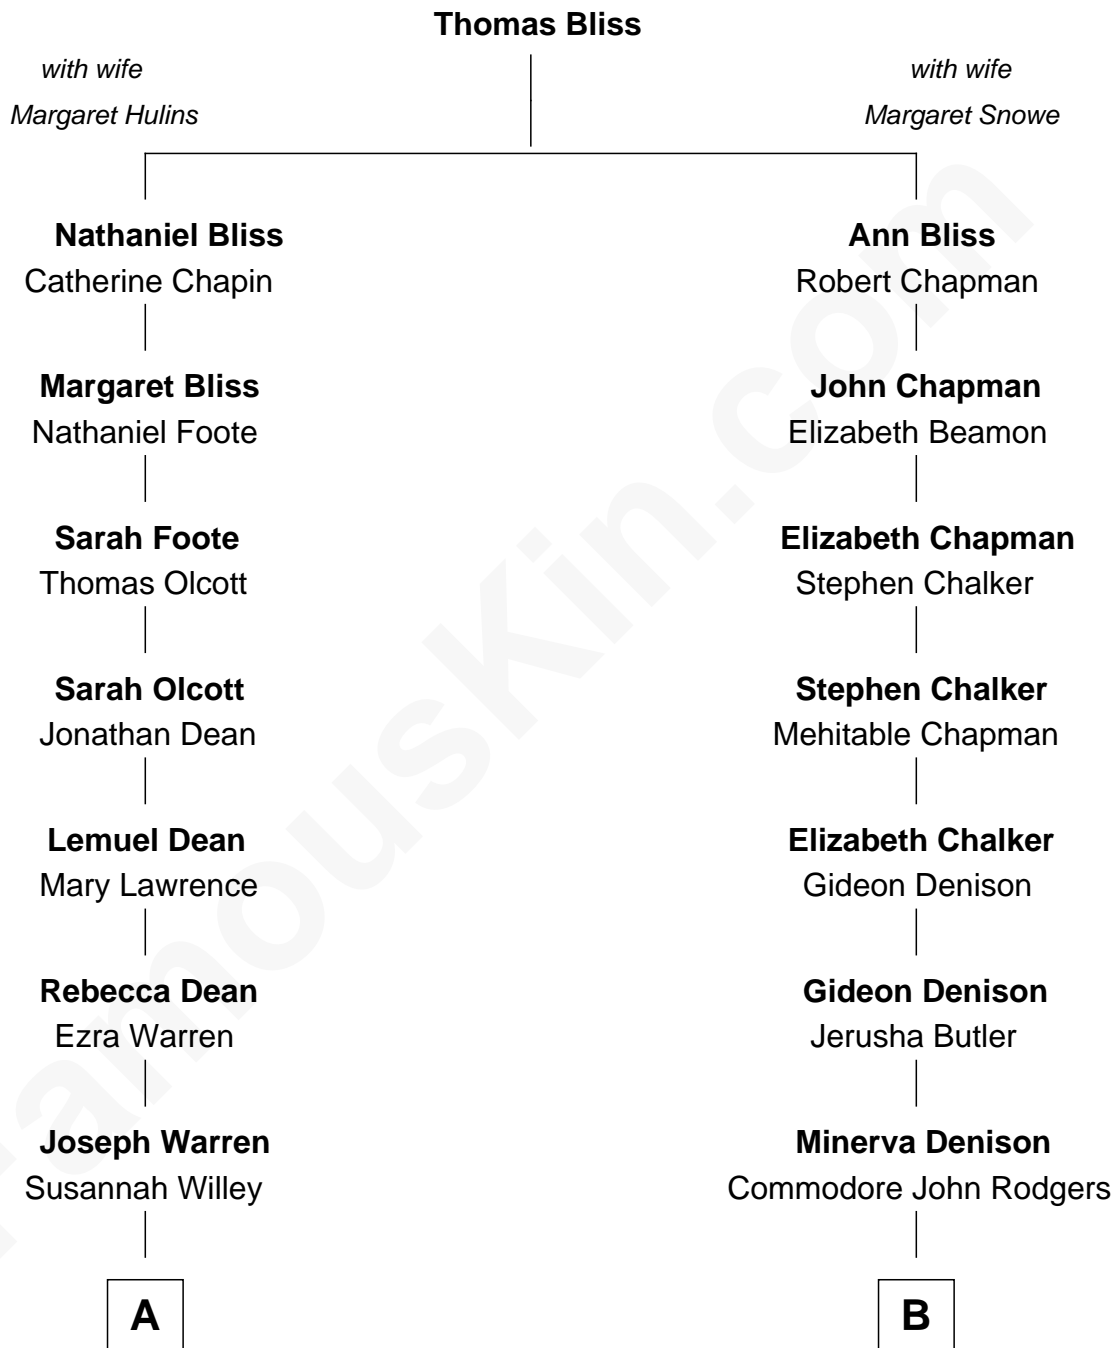 Thomas Bliss
with wife
Margaret Hulins
with wife
Margaret Snowe
Nathaniel Bliss
Catherine Chapin
Ann Bliss
Robert Chapman
Margaret Bliss
Nathaniel Foote
John Chapman
Elizabeth Beamon
Sarah Foote
Thomas Olcott
Elizabeth Chapman
Stephen Chalker
Sarah Olcott
Jonathan Dean
Stephen Chalker
Mehitable Chapman
Lemuel Dean
Mary Lawrence
Elizabeth Chalker
Gideon Denison
Rebecca Dean
Ezra Warren
Gideon Denison
Jerusha Butler
Joseph Warren
Susannah Willey
Minerva Denison
Commodore John Rodgers
A
B
FamousKin.com